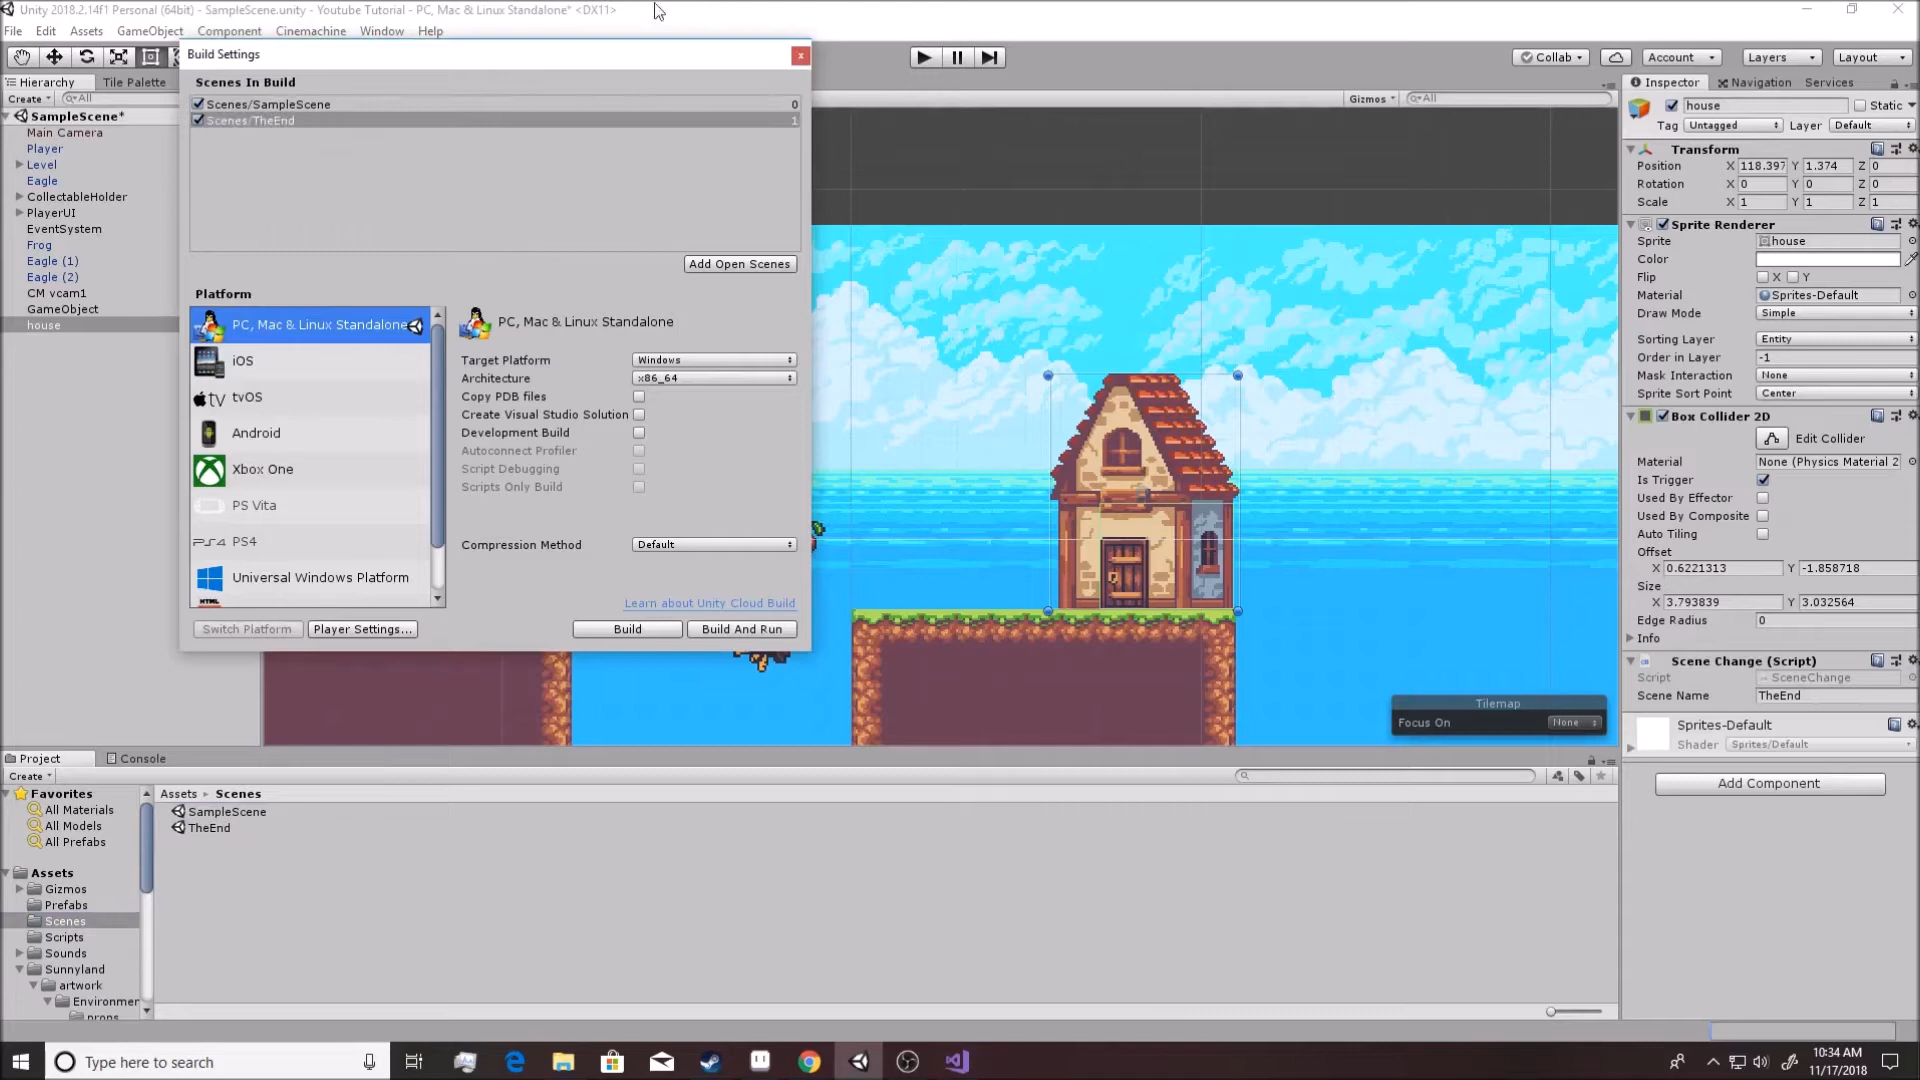 Unity 2018.2.14f1 Personal (64bit) - SampleScene.unity - Youtube Tutorial - PC, Mac & Linux Standalone* <DX11>
File Edit Assets GameObject Component Cinemachine Window Help
Collab Account Layers Layout
Build Settings
Scenes In Build
Scenes/SampleScene 0
Scenes/TheEnd 1
Add Open Scenes
Platform
PC, Mac & Linux Standalone
iOS
tv tvOS
Android
Xbox One
PS Vita
PS4
Universal Windows Platform
HTML
Switch Platform Player Settings...
PC, Mac & Linux Standalone
Target Platform Windows
Architecture x86_64
Copy PDB files
Create Visual Studio Solution
Development Build
Autoconnect Profiler
Script Debugging
Scripts Only Build
Compression Method Default
Learn about Unity Cloud Build
Build Build And Run
Hierarchy Tile Palette
Create All
SampleScene*
Main Camera
Player
Level
Eagle
CollectableHolder
PlayerUI
EventSystem
Frog
Eagle (1)
Eagle (2)
CM vcam1
GameObject
house
Gizmos All
Tilemap
Focus On None
Inspector Navigation Services
house Static
Tag Untagged Layer Default
Transform
Position X 118.397 Y 1.374 Z 0
Rotation X 0 Y 0 Z 0
Scale X 1 Y 1 Z 1
Sprite Renderer
Sprite house
Color
Flip X Y
Material Sprites-Default
Draw Mode Simple
Sorting Layer Entity
Order in Layer -1
Mask Interaction None
Sprite Sort Point Center
Box Collider 2D
Edit Collider
Material None (Physics Material 2
Is Trigger
Used By Effector
Used By Composite
Auto Tiling
Offset
X 0.6221313 Y -1.858718
Size
X 3.793839 Y 3.032564
Edge Radius 0
Info
Scene Change (Script)
Script SceneChange
Scene Name TheEnd
Sprites-Default
Shader Sprites/Default
Add Component
Project Console
Create
Favorites
All Materials
All Models
All Prefabs
Assets
Gizmos
Prefabs
Scenes
Scripts
Sounds
Sunnyland
artwork
Environmen
props
Assets Scenes
SampleScene
TheEnd
Type here to search
10:34 AM
11/17/2018